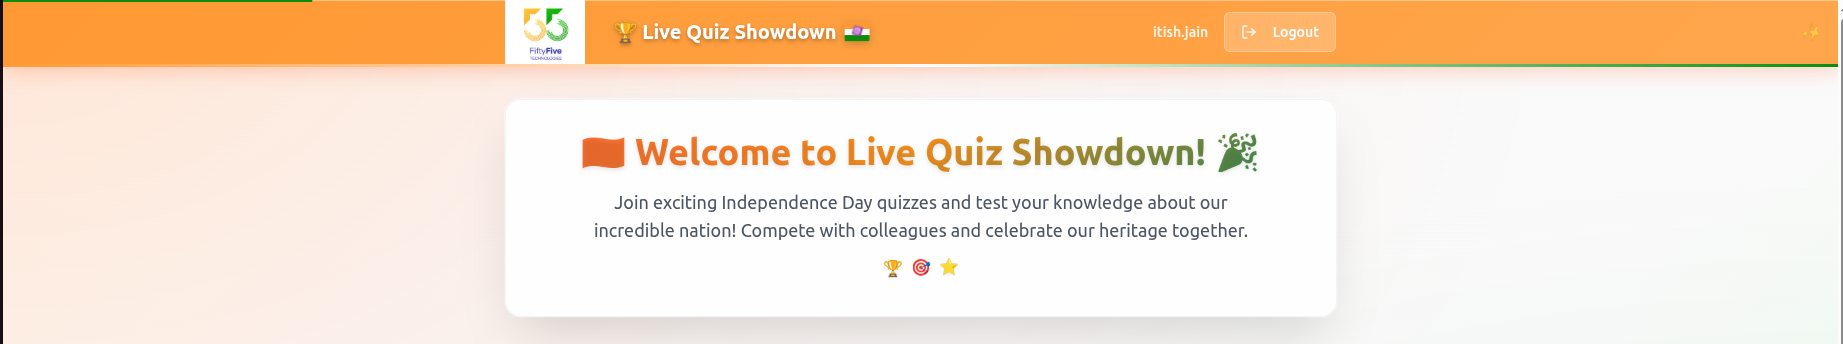 55
FiftyFive
TECHNOLOGIES
🏆 Live Quiz Showdown
itish.jain
Logout
Welcome to Live Quiz Showdown! 🎉
Join exciting Independence Day quizzes and test your knowledge about our
incredible nation! Compete with colleagues and celebrate our heritage together.
🏆 🎯 ⭐